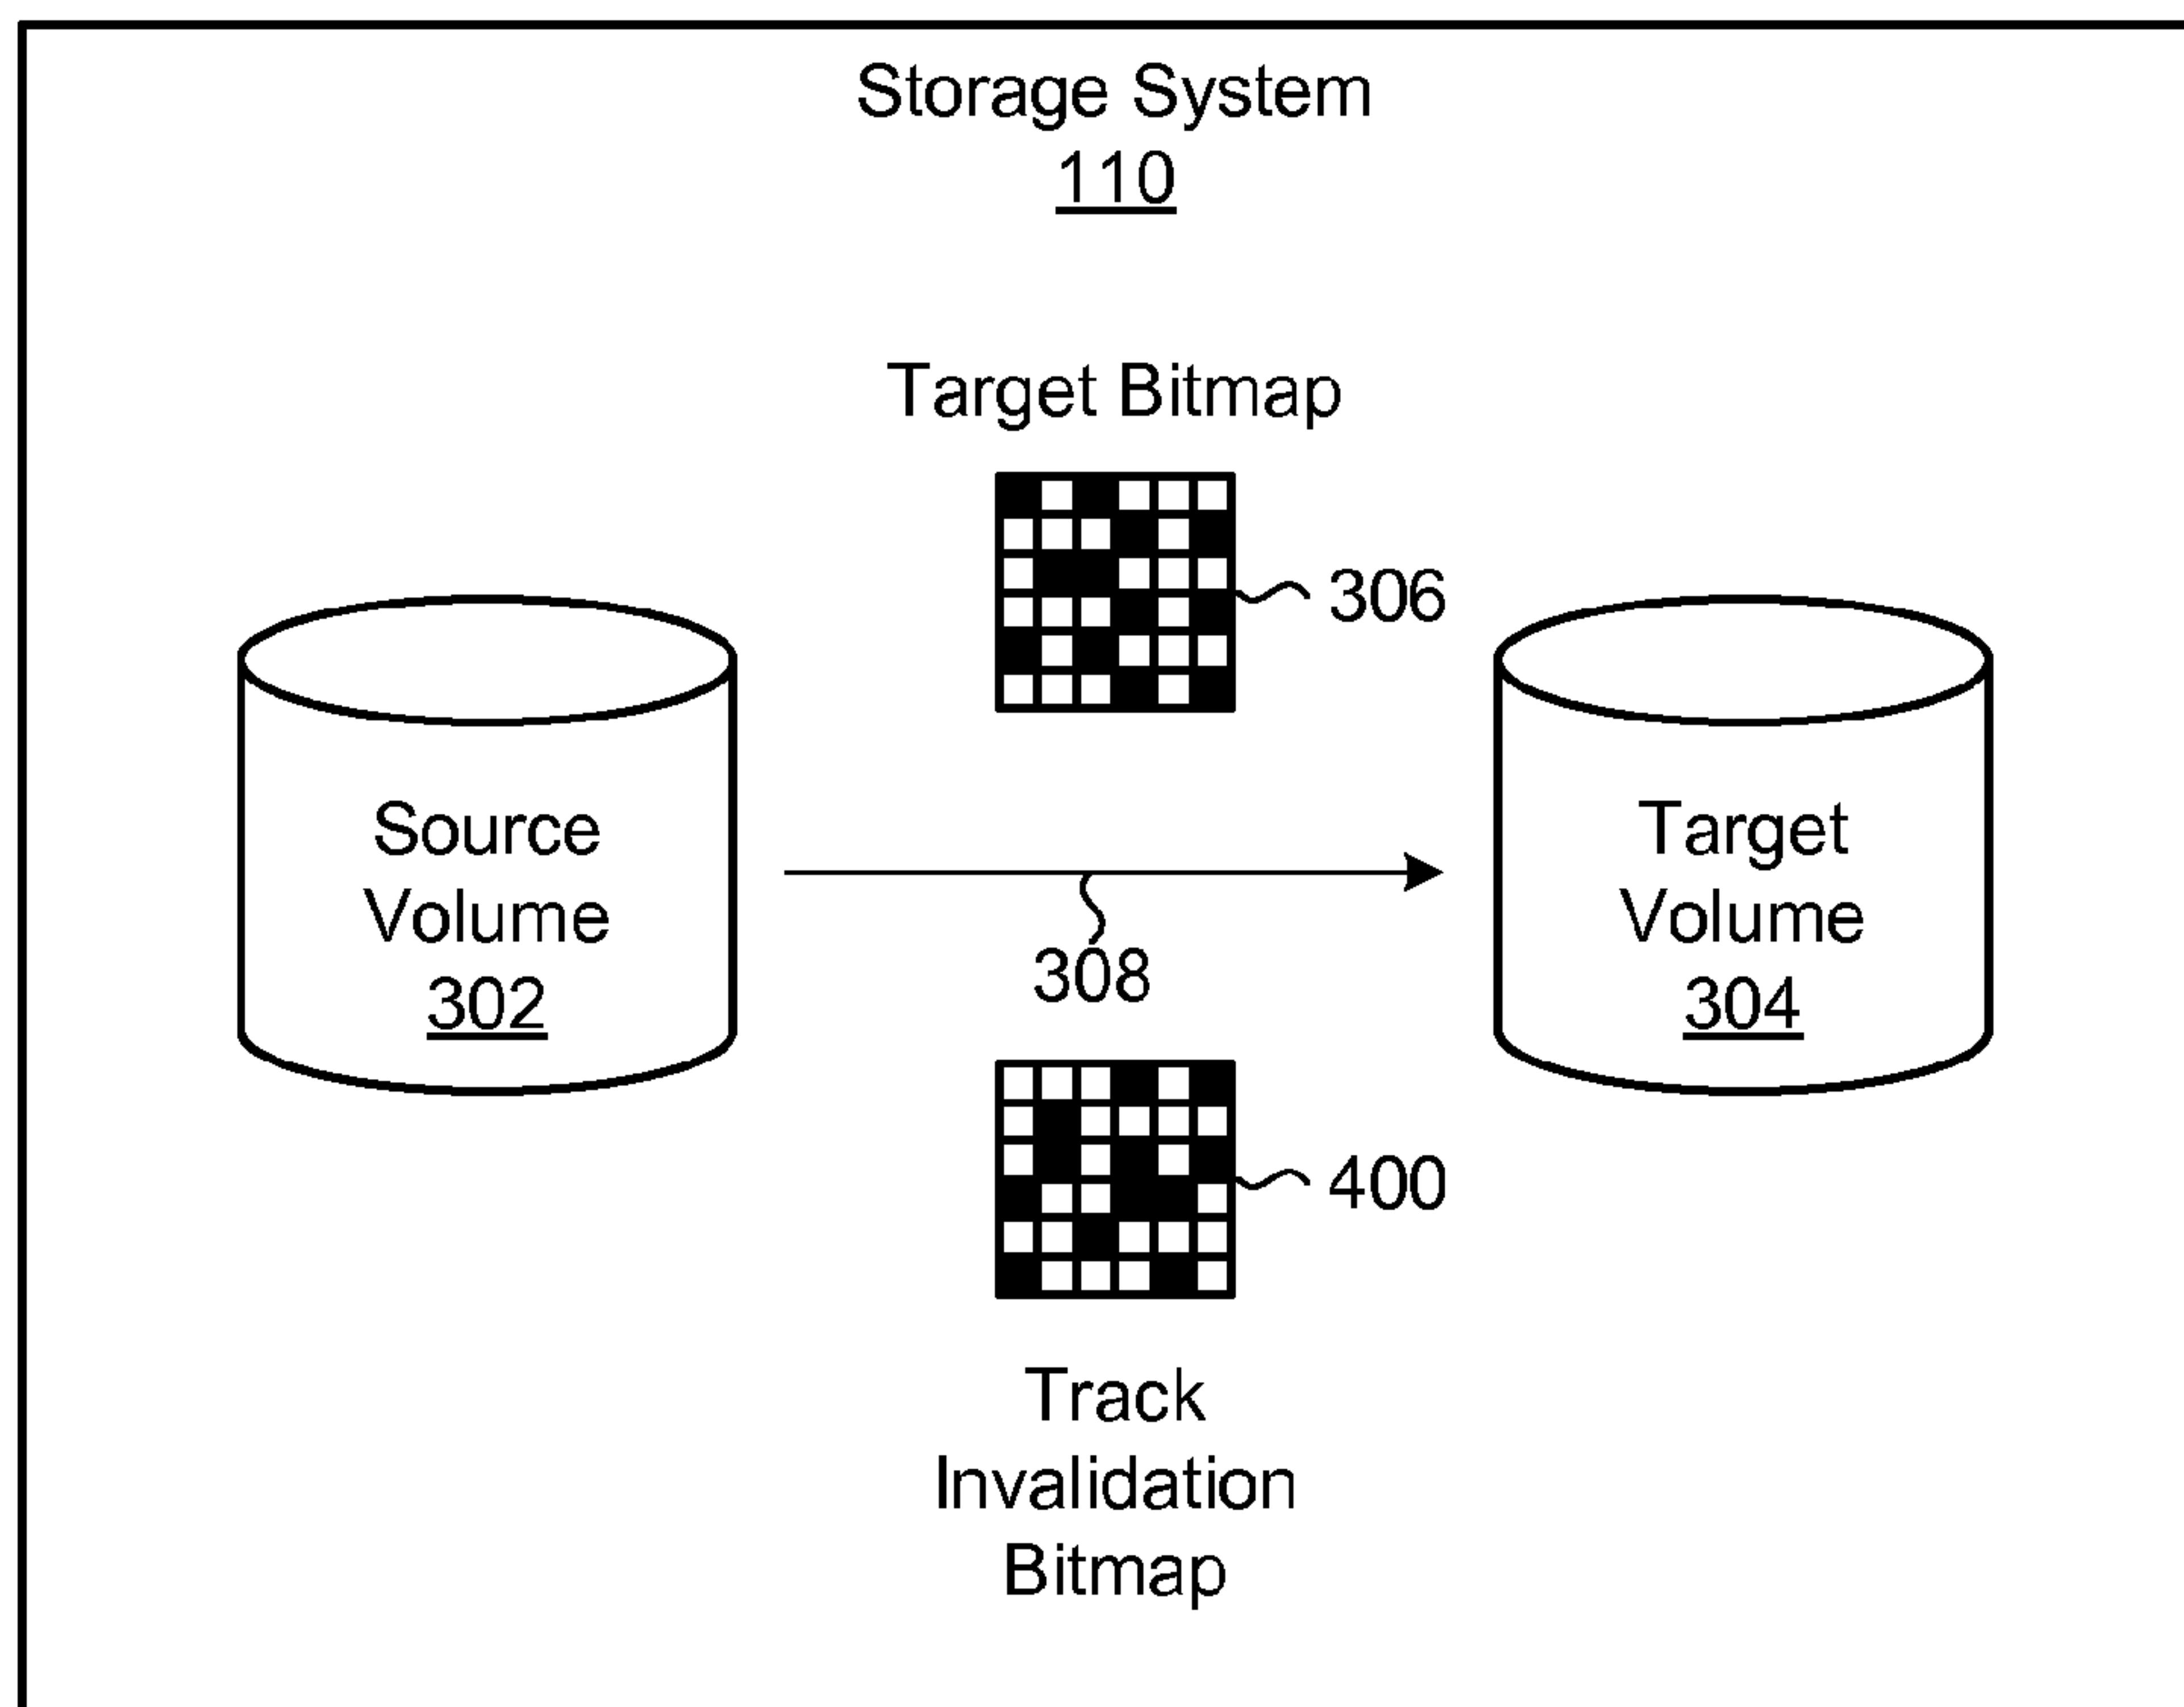 Storage System
110
Target Bitmap
306
Source
Volume
302
Target
Volume
304
308
400
Track
Invalidation
Bitmap